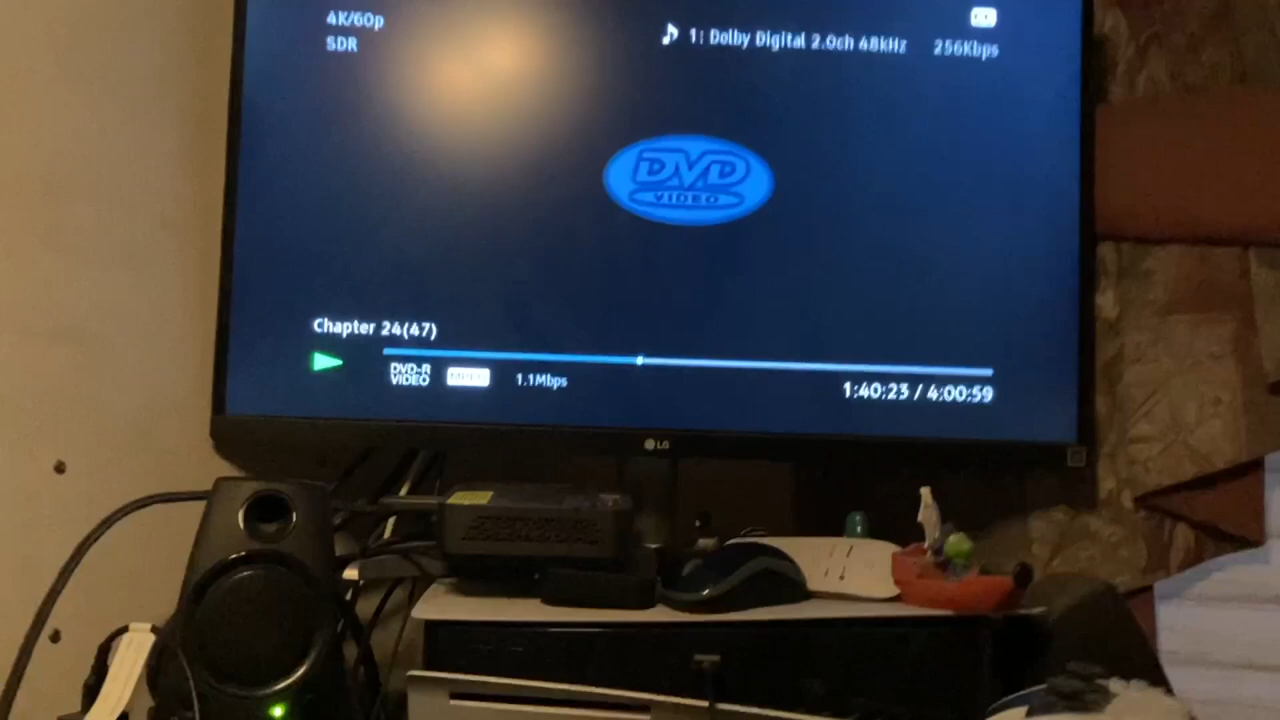 4K/60p
SDR
1: Dolby Digital 2.0ch 48kHz 256Kbps
DVD
VIDEO
Chapter 24(47)
DVD-R
VIDEO
MPEG
1.1Mbps
1:40:23 / 4:00:59
LG